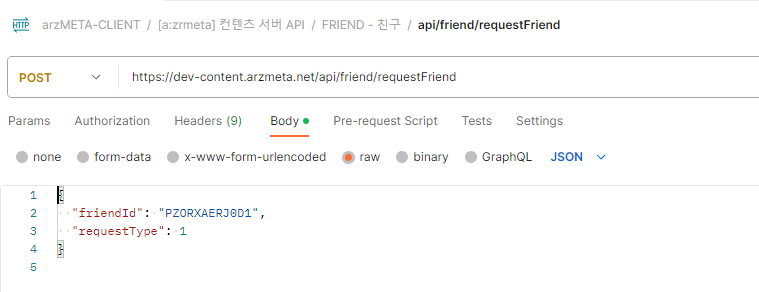 HTTP arzMETA-CLIENT / [a:zrmeta] 컨텐츠 서버 API / FRIEND - 친구 / api/friend/requestFriend
POST https://dev-content.arzmeta.net/api/friend/requestFriend
Params Authorization Headers (9) Body Pre-request Script Tests Settings
none form-data x-www-form-urlencoded raw binary GraphQL JSON
1 {
2 "friendId": "PZORXAERJ0D1",
3 "requestType": 1
4 }
5